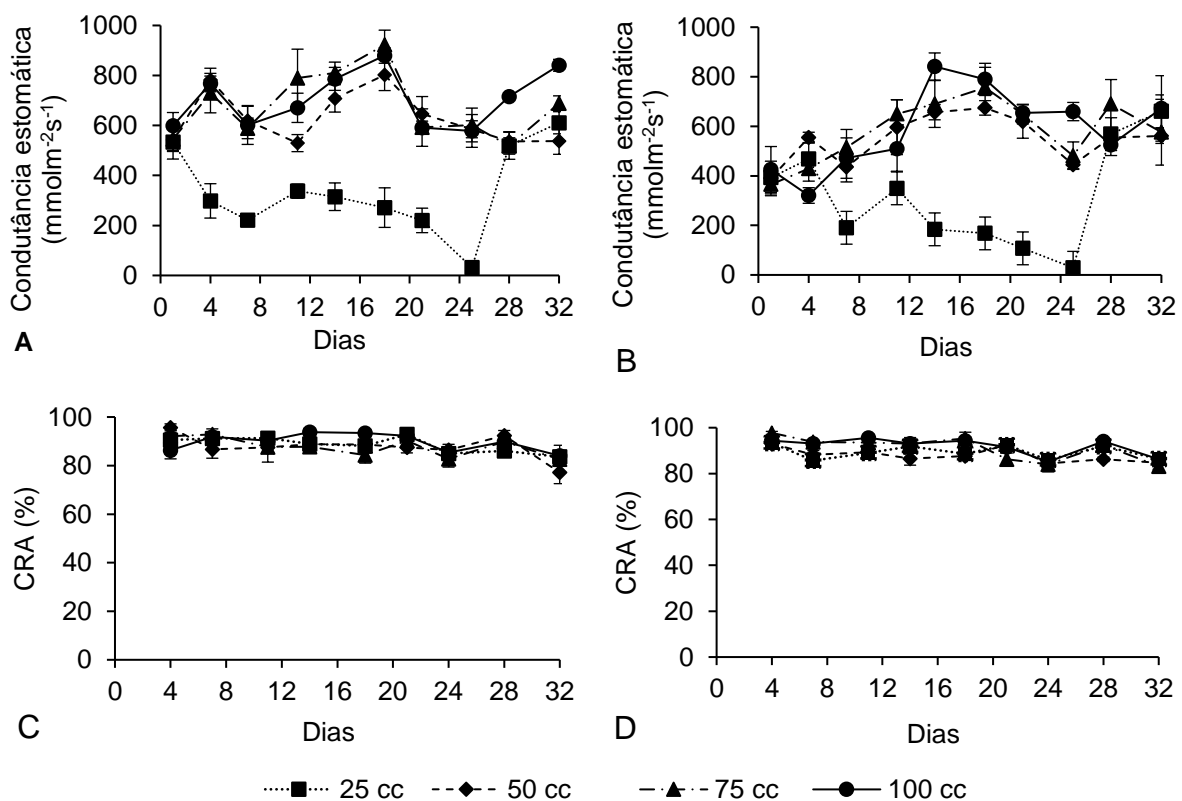 Condutância estomática
(mmolm⁻²s⁻¹)
1000
800
600
400
200
0
0 4 8 12 16 20 24 28 32
Dias
A
Condutância estomática
(mmolm⁻²s⁻¹)
1000
800
600
400
200
0
0 4 8 12 16 20 24 28 32
Dias
B
CRA (%)
100
80
60
40
20
0
0 4 8 12 16 20 24 28 32
Dias
C
CRA (%)
100
80
60
40
20
0
0 4 8 12 16 20 24 28 32
Dias
D
25 cc 50 cc 75 cc 100 cc